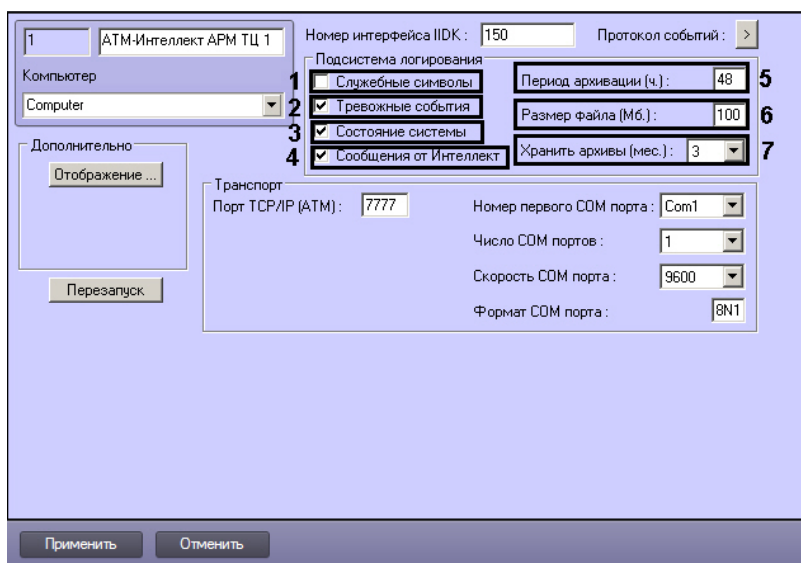 1 АТМ-Интеллект АРМ ТЦ 1 Номер интерфейса IIDK : 150 Протокол событий : >
Подсистема логирования
Компьютер 1 Служебные символы Период архивации (ч.) : 48 5
Computer 2 Тревожные события Размер файла (Мб.) : 100 6
3 Состояние системы
Дополнительно 4 Сообщения от Интеллект Хранить архивы (мес.) : 3 7
Отображение ...
Транспорт
Порт TCP/IP (ATM) : 7777 Номер первого COM порта : Com1
Число COM портов : 1
Скорость COM порта : 9600
Перезапуск
Формат COM порта : 8N1
Применить Отменить